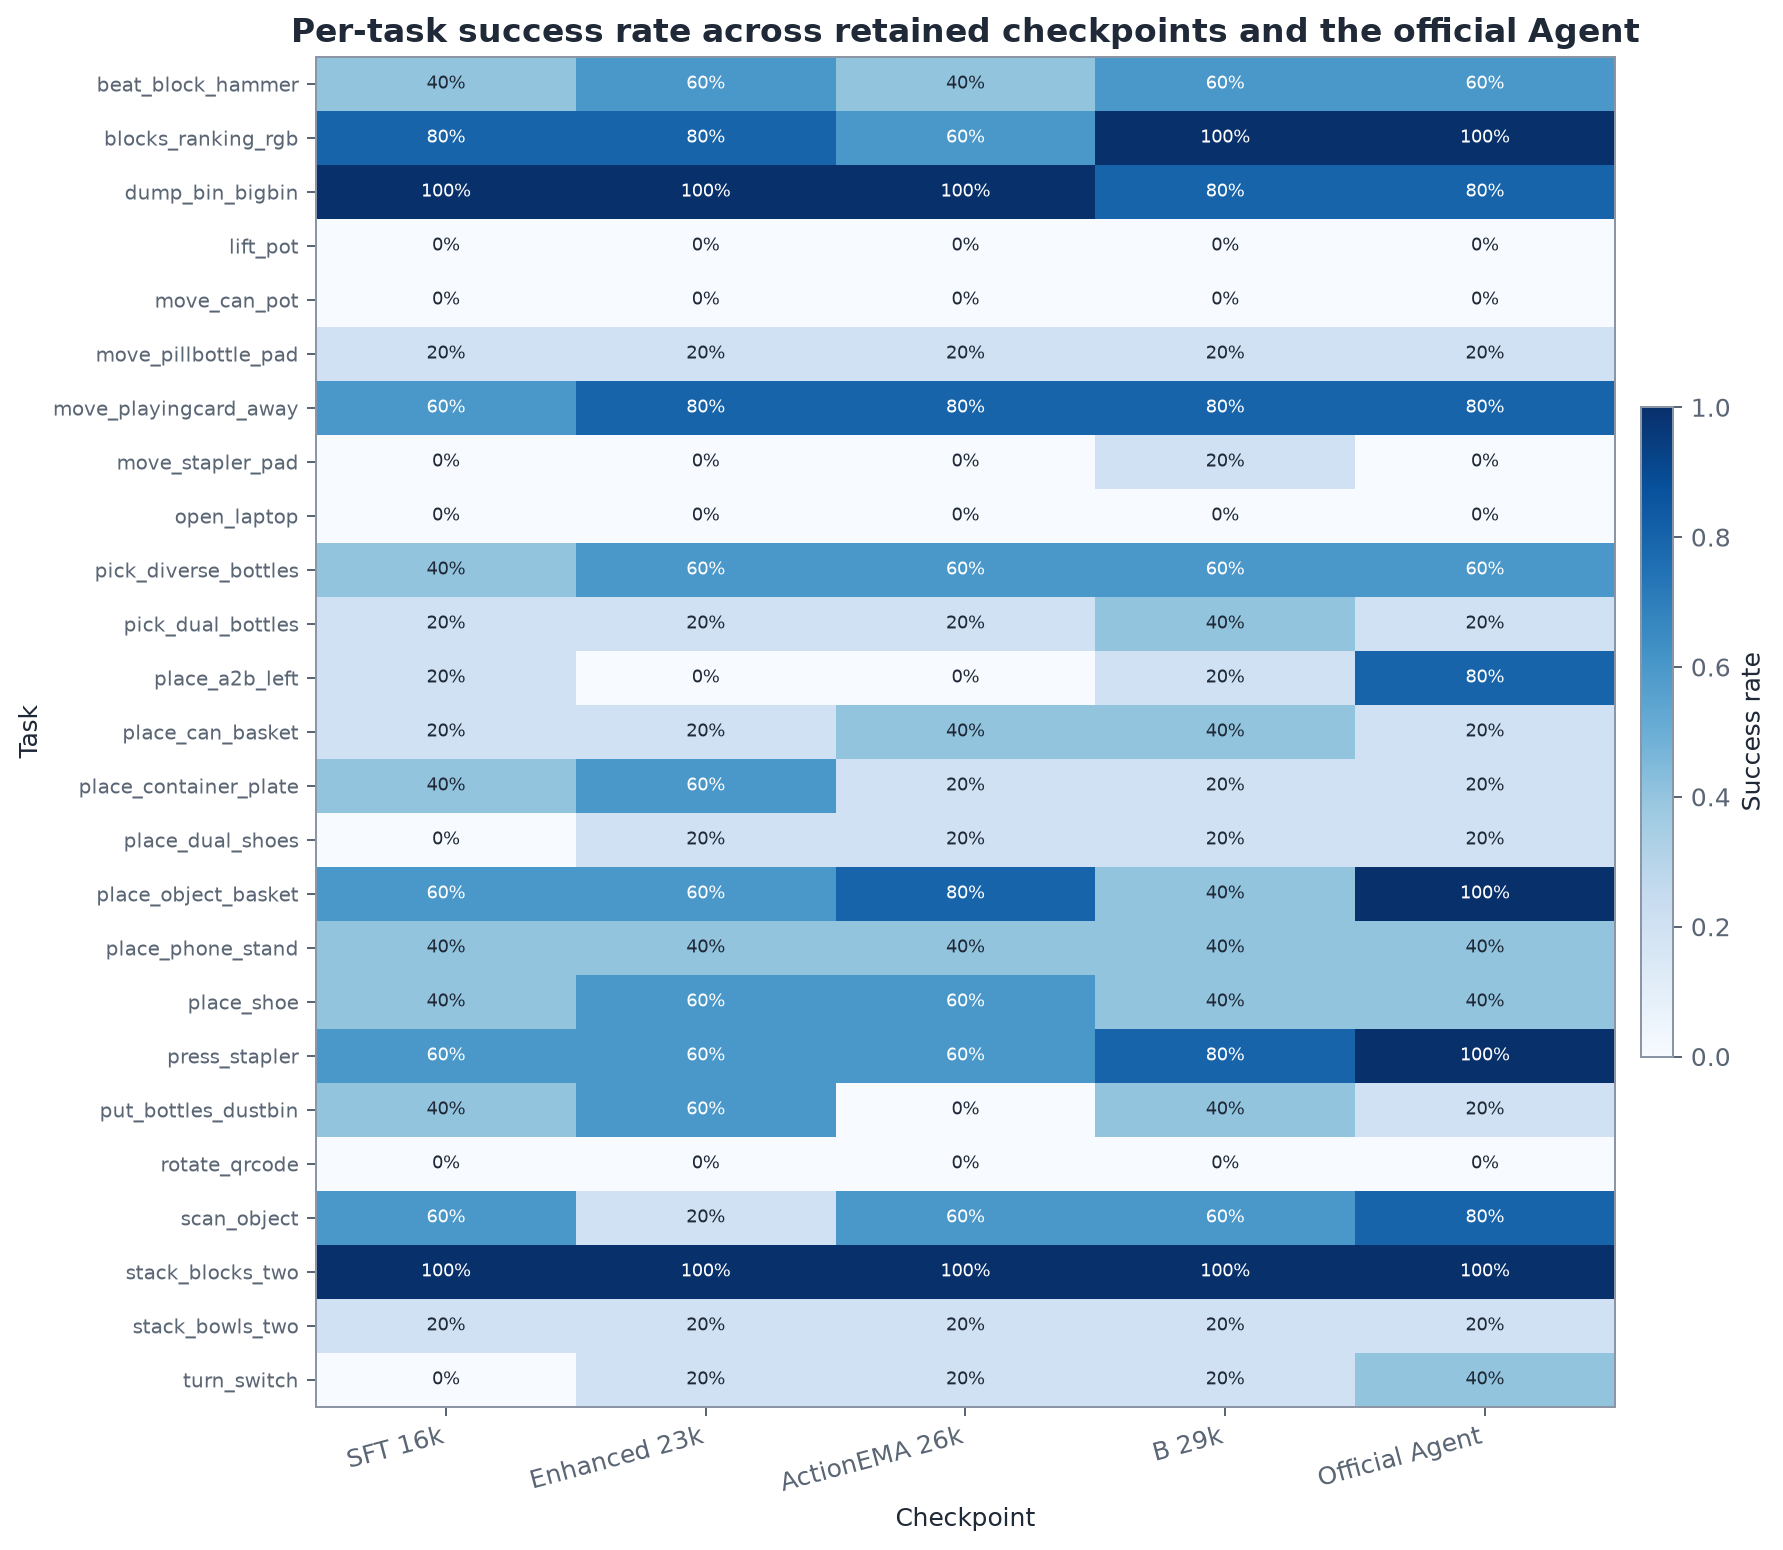 Per-task success rate across retained checkpoints and the official Agent
beat_block_hammer 40% 60% 40% 60% 60%
blocks_ranking_rgb 80% 80% 60% 100% 100%
dump_bin_bigbin 100% 100% 100% 80% 80%
lift_pot 0% 0% 0% 0% 0%
move_can_pot 0% 0% 0% 0% 0%
move_pillbottle_pad 20% 20% 20% 20% 20%
move_playingcard_away 60% 80% 80% 80% 80%
move_stapler_pad 0% 0% 0% 20% 0%
open_laptop 0% 0% 0% 0% 0%
pick_diverse_bottles 40% 60% 60% 60% 60%
pick_dual_bottles 20% 20% 20% 40% 20%
place_a2b_left 20% 0% 0% 20% 80%
place_can_basket 20% 20% 40% 40% 20%
place_container_plate 40% 60% 20% 20% 20%
place_dual_shoes 0% 20% 20% 20% 20%
place_object_basket 60% 60% 80% 40% 100%
place_phone_stand 40% 40% 40% 40% 40%
place_shoe 40% 60% 60% 40% 40%
press_stapler 60% 60% 60% 80% 100%
put_bottles_dustbin 40% 60% 0% 40% 20%
rotate_qrcode 0% 0% 0% 0% 0%
scan_object 60% 20% 60% 60% 80%
stack_blocks_two 100% 100% 100% 100% 100%
stack_bowls_two 20% 20% 20% 20% 20%
turn_switch 0% 20% 20% 20% 40%
SFT 16k Enhanced 23k ActionEMA 26k B 29k Official Agent
Checkpoint
Task
1.0
0.8
0.6
0.4
0.2
0.0
Success rate